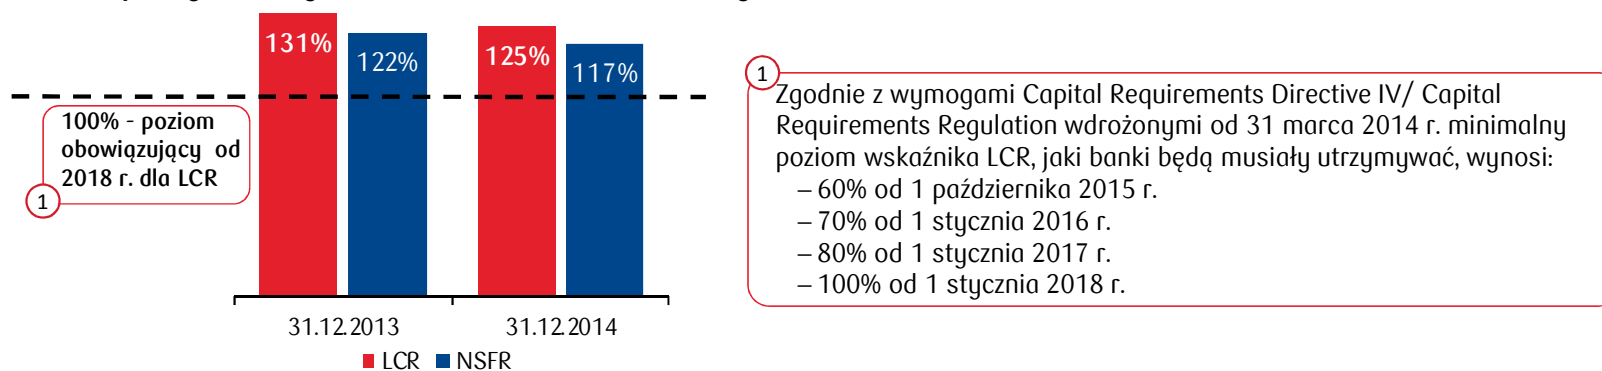 131%
122%
125%
117%
100% - poziom
obowiązujący od
2018 r. dla LCR
1
31.12.2013
31.12.2014
LCR NSFR
1
Zgodnie z wymogami Capital Requirements Directive IV/ Capital
Requirements Regulation wdrożonymi od 31 marca 2014 r. minimalny
poziom wskaźnika LCR, jaki banki będą musiały utrzymywać, wynosi:
– 60% od 1 października 2015 r.
– 70% od 1 stycznia 2016 r.
– 80% od 1 stycznia 2017 r.
– 100% od 1 stycznia 2018 r.